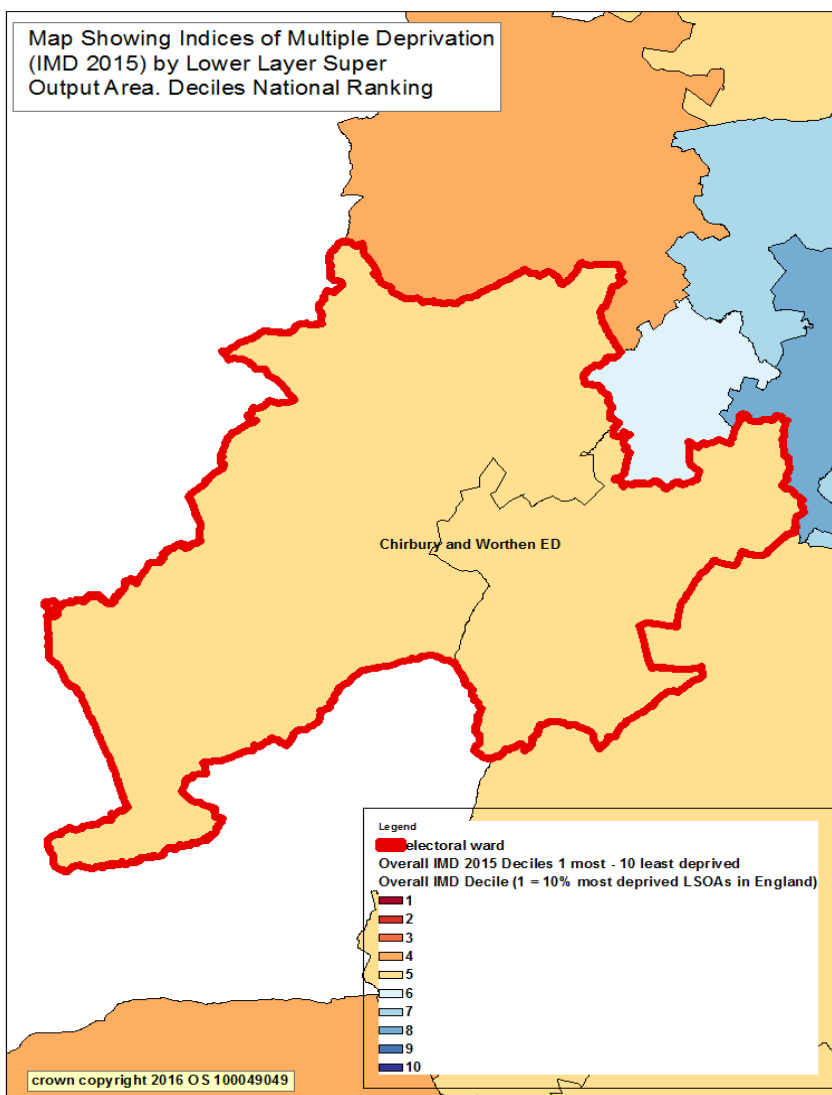 Map Showing Indices of Multiple Deprivation
(IMD 2015) by Lower Layer Super
Output Area. Deciles National Ranking
Chirbury and Worthen ED
Legend
electoral ward
Overall IMD 2015 Deciles 1 most - 10 least deprived
Overall IMD Decile (1 = 10% most deprived LSOAs in England)
1
2
3
4
5
6
7
8
9
10
crown copyright 2016 OS 100049049